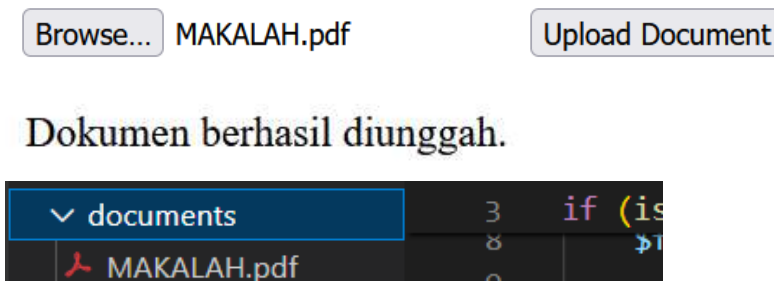 Browse... MAKALAH.pdf Upload Document
Dokumen berhasil diunggah.
documents 3 if (is
8
MAKALAH.pdf